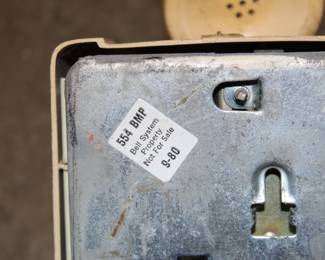 554 BMP
Bell System
Property
Not For Sale
9-80